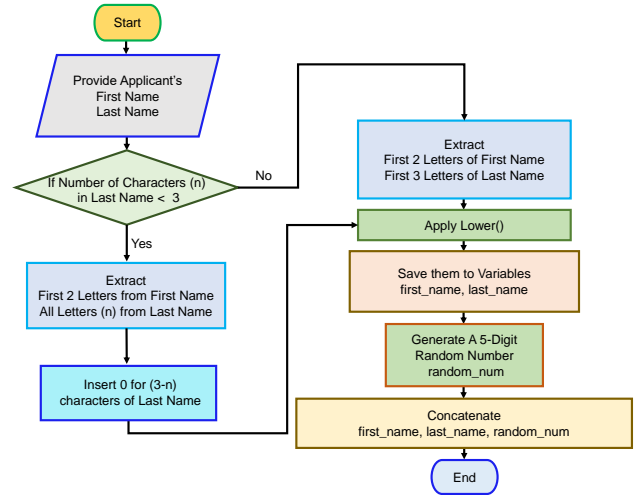 Start
Provide Applicant's
First Name
Last Name
If Number of Characters (n)
in Last Name < 3
No
Yes
Extract
First 2 Letters from First Name
All Letters (n) from Last Name
Insert 0 for (3-n)
characters of Last Name
Extract
First 2 Letters of First Name
First 3 Letters of Last Name
Apply Lower()
Save them to Variables
first_name, last_name
Generate A 5-Digit
Random Number
random_num
Concatenate
first_name, last_name, random_num
End